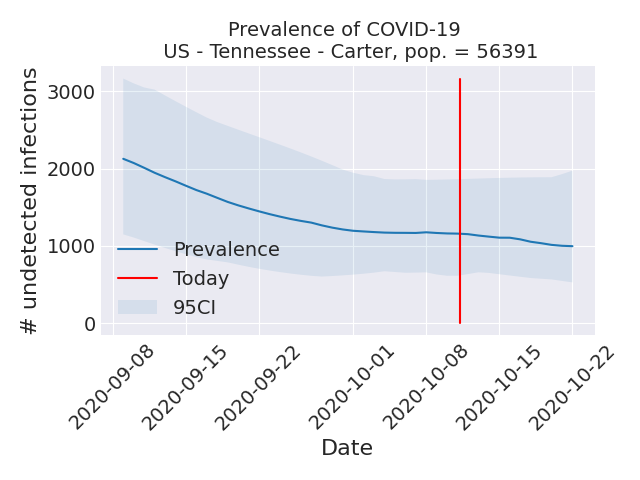 Prevalence of COVID-19
US - Tennessee - Carter, pop. = 56391
# undetected infections
3000
2000
1000
0
Prevalence
Today
95CI
2020-09-08
2020-09-15
2020-09-22
2020-10-01
2020-10-08
2020-10-15
2020-10-22
Date